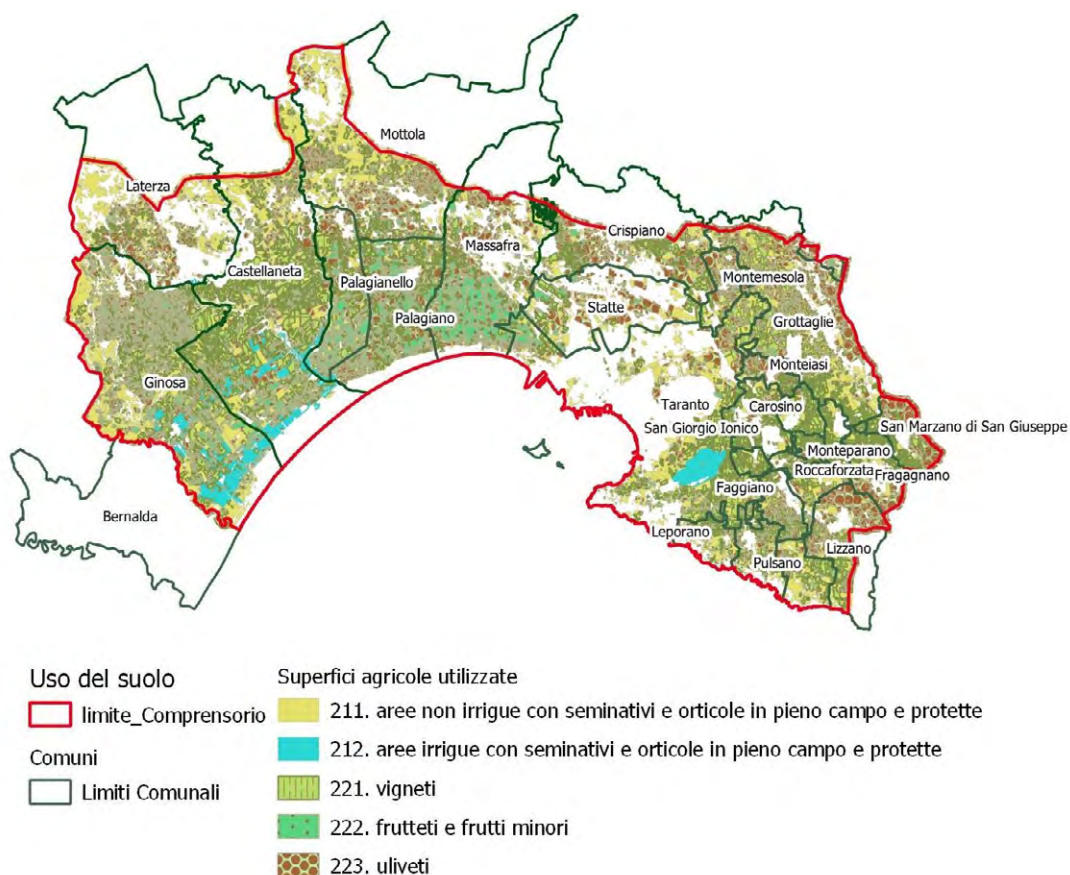 Mottola
Laterza
Crispiano
Massafra
Castellaneta
Palagianello
Montemesola
Statte
Palagiano
Grottaglie
Monteiasi
Ginosa
Taranto
Carosino
San Giorgio Ionico
San Marzano di San Giuseppe
Monteparano
Roccaforzata
Fragagnano
Faggiano
Bernalda
Leporano
Lizzano
Pulsano
Uso del suolo
limite_Comprensorio
Comuni
Limiti Comunali
Superfici agricole utilizzate
211. aree non irrigue con seminativi e orticole in pieno campo e protette
212. aree irrigue con seminativi e orticole in pieno campo e protette
221. vigneti
222. frutteti e frutti minori
223. uliveti